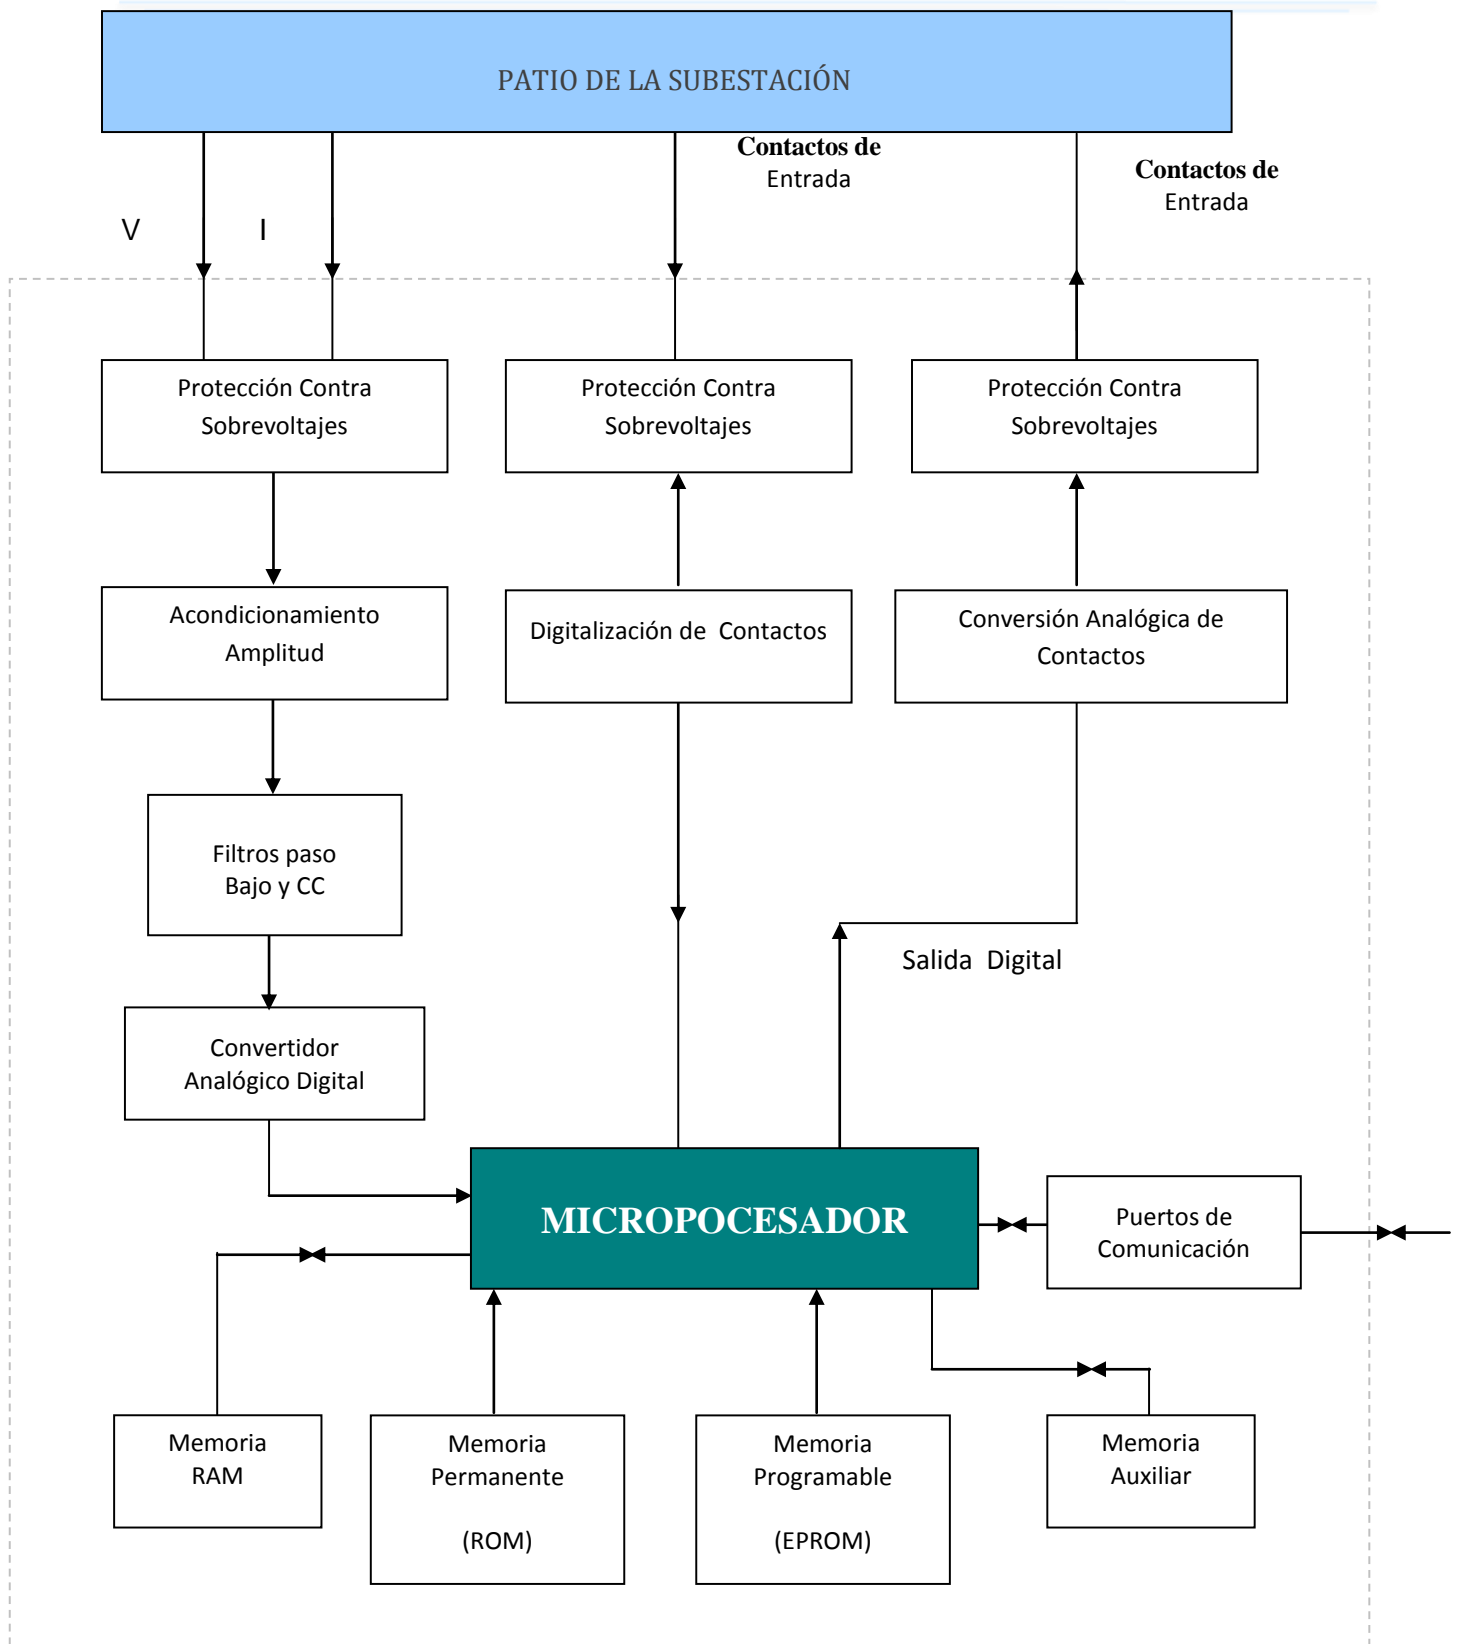 PATIO DE LA SUBESTACIÓN
Contactos de
Entrada
Contactos de
Entrada
V
I
Protección Contra
Sobrevoltajes
Protección Contra
Sobrevoltajes
Protección Contra
Sobrevoltajes
Acondicionamiento
Amplitud
Digitalización de Contactos
Conversión Analógica de
Contactos
Filtros paso
Bajo y CC
Salida Digital
Convertidor
Analógico Digital
MICROPOCESADOR
Puertos de
Comunicación
Memoria
RAM
Memoria
Permanente
(ROM)
Memoria
Programable
(EPROM)
Memoria
Auxiliar